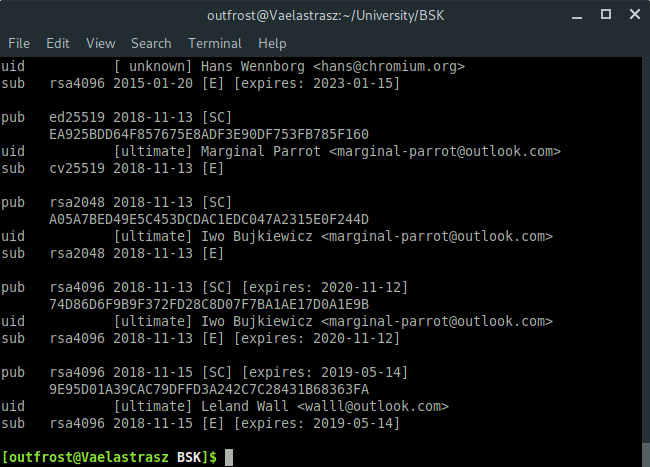 outfrost@Vaelastrasz:~/University/BSK
File Edit View Search Terminal Help
uid [ unknown] Hans Wennborg <hans@chromium.org>
sub rsa4096 2015-01-20 [E] [expires: 2023-01-15]
pub ed25519 2018-11-13 [SC]
EA925BDD64F857675E8ADF3E90DF753FB785F160
uid [ultimate] Marginal Parrot <marginal-parrot@outlook.com>
sub cv25519 2018-11-13 [E]
pub rsa2048 2018-11-13 [SC]
A05A7BED49E5C453DCDAC1EDC047A2315E0F244D
uid [ultimate] Iwo Bujkiewicz <marginal-parrot@outlook.com>
sub rsa2048 2018-11-13 [E]
pub rsa4096 2018-11-13 [SC] [expires: 2020-11-12]
74D86D6F9B9F372FD28C8D07F7BA1AE17D0A1E9B
uid [ultimate] Iwo Bujkiewicz <marginal-parrot@outlook.com>
sub rsa4096 2018-11-13 [E] [expires: 2020-11-12]
pub rsa4096 2018-11-15 [SC] [expires: 2019-05-14]
9E95D01A39CAC79DFFD3A242C7C28431B68363FA
uid [ultimate] Leland Wall <walll@outlook.com>
sub rsa4096 2018-11-15 [E] [expires: 2019-05-14]
[outfrost@Vaelastrasz BSK]$